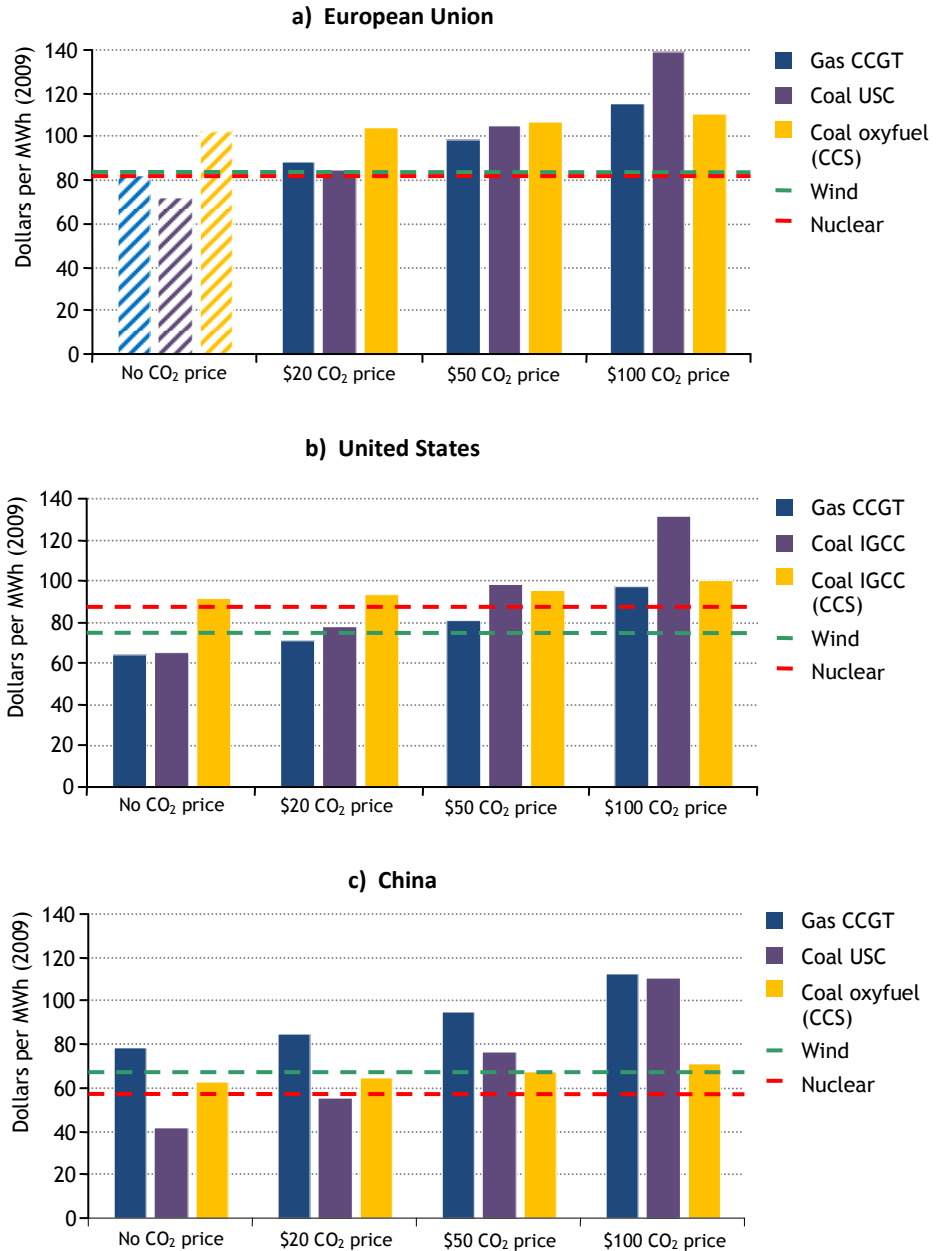 a) European Union
Dollars per MWh (2009)
140
120
100
80
60
40
20
0
No CO₂ price
$20 CO₂ price
$50 CO₂ price
$100 CO₂ price
Gas CCGT
Coal USC
Coal oxyfuel
(CCS)
Wind
Nuclear
b) United States
Dollars per MWh (2009)
140
120
100
80
60
40
20
0
No CO₂ price
$20 CO₂ price
$50 CO₂ price
$100 CO₂ price
Gas CCGT
Coal IGCC
Coal IGCC
(CCS)
Wind
Nuclear
c) China
Dollars per MWh (2009)
140
120
100
80
60
40
20
0
No CO₂ price
$20 CO₂ price
$50 CO₂ price
$100 CO₂ price
Gas CCGT
Coal USC
Coal oxyfuel
(CCS)
Wind
Nuclear